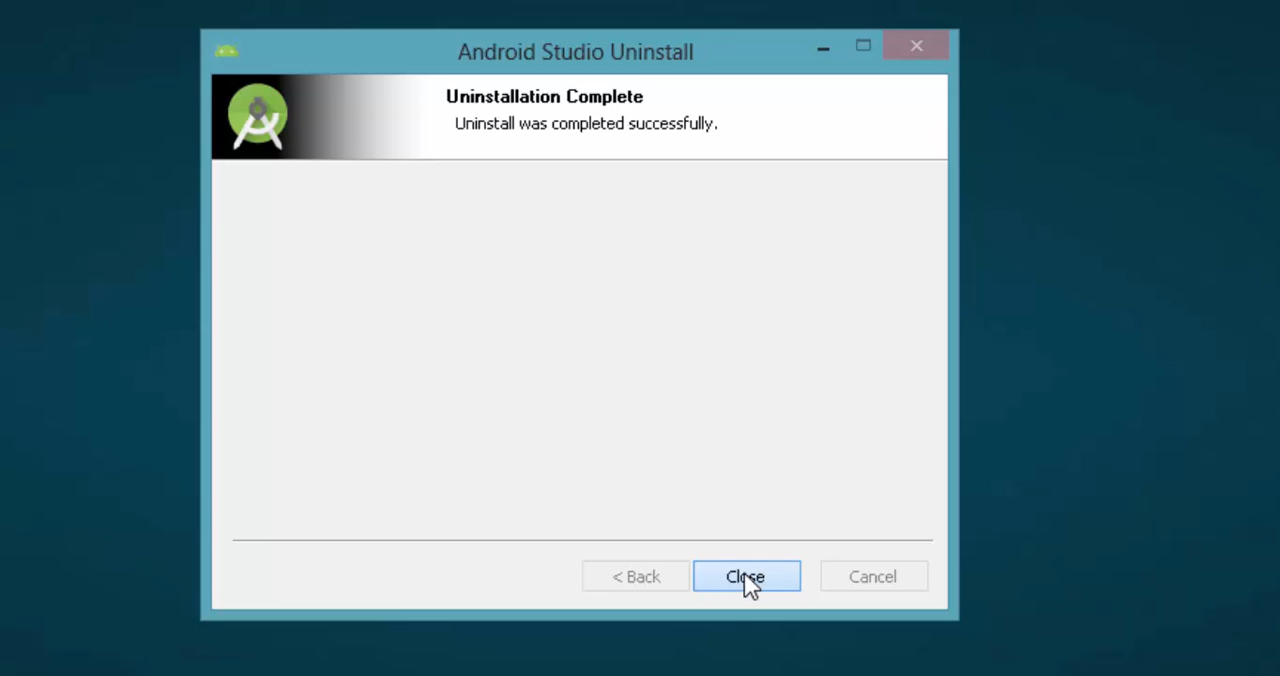 Android Studio Uninstall
Uninstallation Complete
Uninstall was completed successfully.
< Back
Close
Cancel